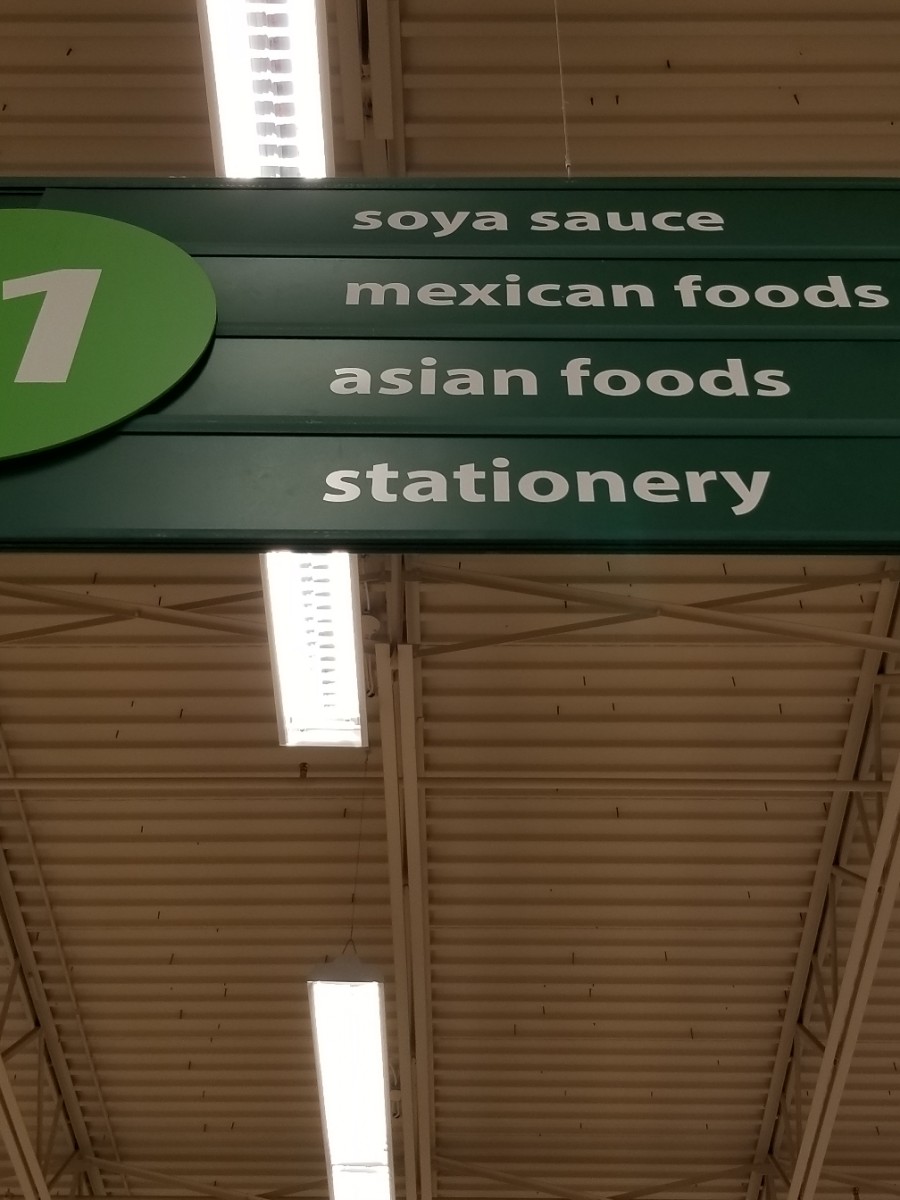 1
soya sauce
mexican foods
asian foods
stationery